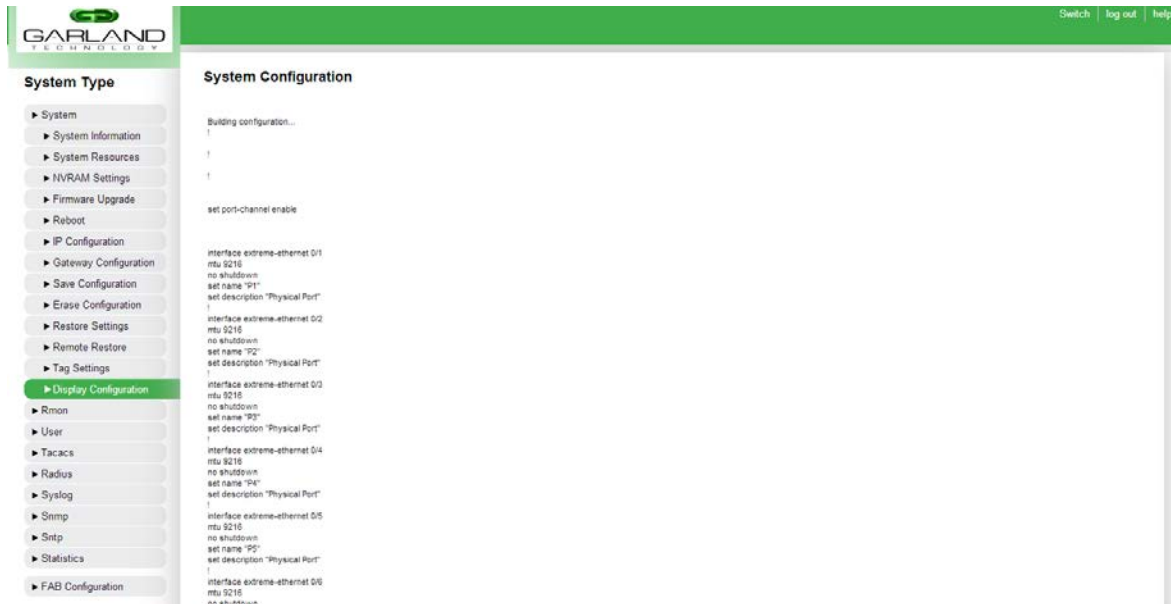 GARLAND
TECHNOLOGY
Switch | log out | help
System Type
System
System Information
System Resources
NVRAM Settings
Firmware Upgrade
Reboot
IP Configuration
Gateway Configuration
Save Configuration
Erase Configuration
Restore Settings
Remote Restore
Tag Settings
Display Configuration
Rmon
User
Tacacs
Radius
Syslog
Snmp
Sntp
Statistics
FAB Configuration
System Configuration
Building configuration...
!
!
!
set port-channel enable
interface extreme-ethernet 0/1
mtu 9216
no shutdown
set name "P1"
set description "Physical Port"
!
interface extreme-ethernet 0/2
mtu 9216
no shutdown
set name "P2"
set description "Physical Port"
!
interface extreme-ethernet 0/3
mtu 9216
no shutdown
set name "P3"
set description "Physical Port"
!
interface extreme-ethernet 0/4
mtu 9216
no shutdown
set name "P4"
set description "Physical Port"
!
interface extreme-ethernet 0/5
mtu 9216
no shutdown
set name "P5"
set description "Physical Port"
!
interface extreme-ethernet 0/6
mtu 9216
no shutdown